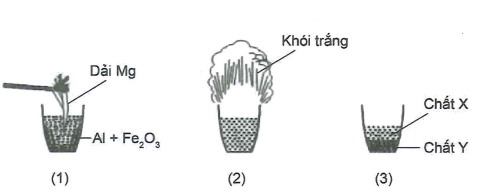 Khói trắng
Dải Mg
Al + Fe₂O₃
Chất X
Chất Y
(1)
(2)
(3)